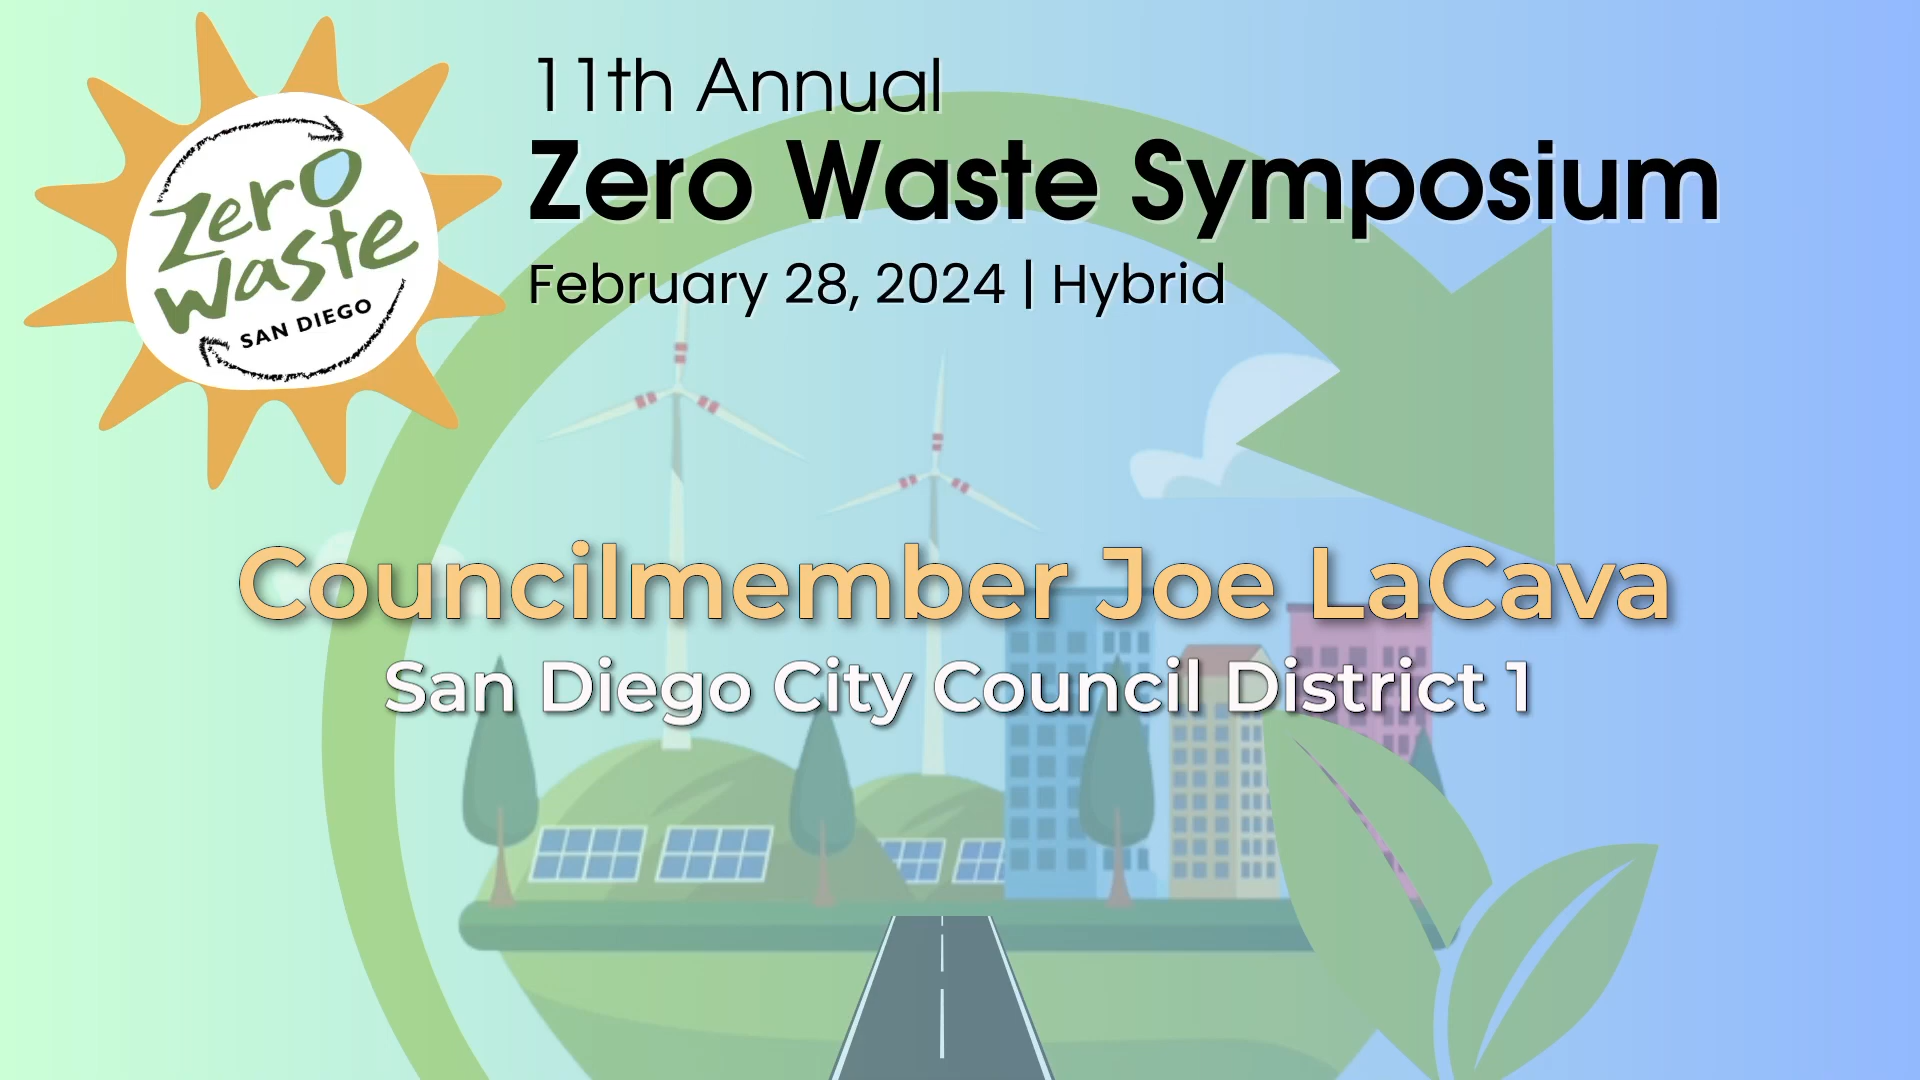 Zero
Waste
SAN DIEGO
11th Annual
Zero Waste Symposium
February 28, 2024 | Hybrid
Councilmember Joe LaCava
San Diego City Council District 1